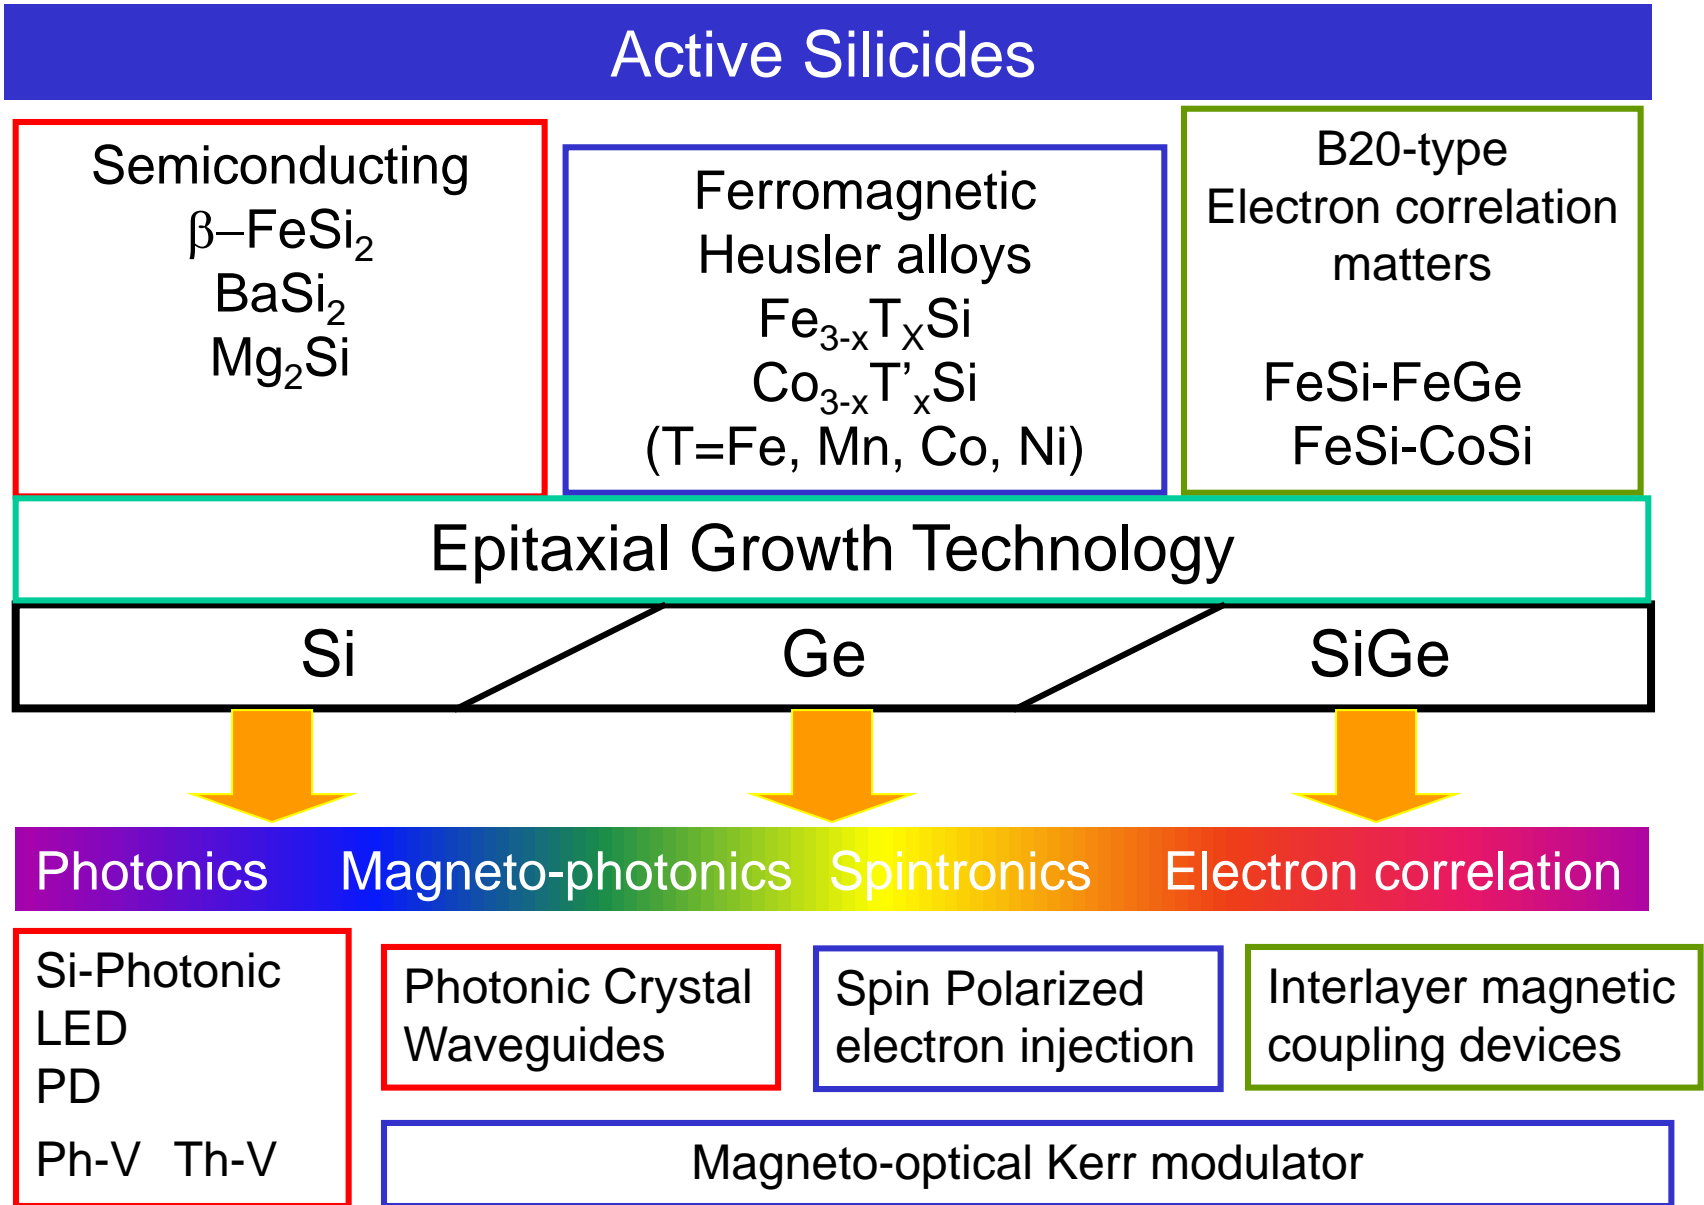 Active Silicides
Semiconducting
β–FeSi₂
BaSi₂
Mg₂Si
Ferromagnetic
Heusler alloys
Fe₃₋ₓTₓSi
Co₃₋ₓT’ₓSi
(T=Fe, Mn, Co, Ni)
B20-type
Electron correlation
matters
FeSi-FeGe
FeSi-CoSi
Epitaxial Growth Technology
Si
Ge
SiGe
Photonics
Magneto-photonics
Spintronics
Electron correlation
Si-Photonic
LED
PD
Ph-V Th-V
Photonic Crystal
Waveguides
Spin Polarized
electron injection
Interlayer magnetic
coupling devices
Magneto-optical Kerr modulator